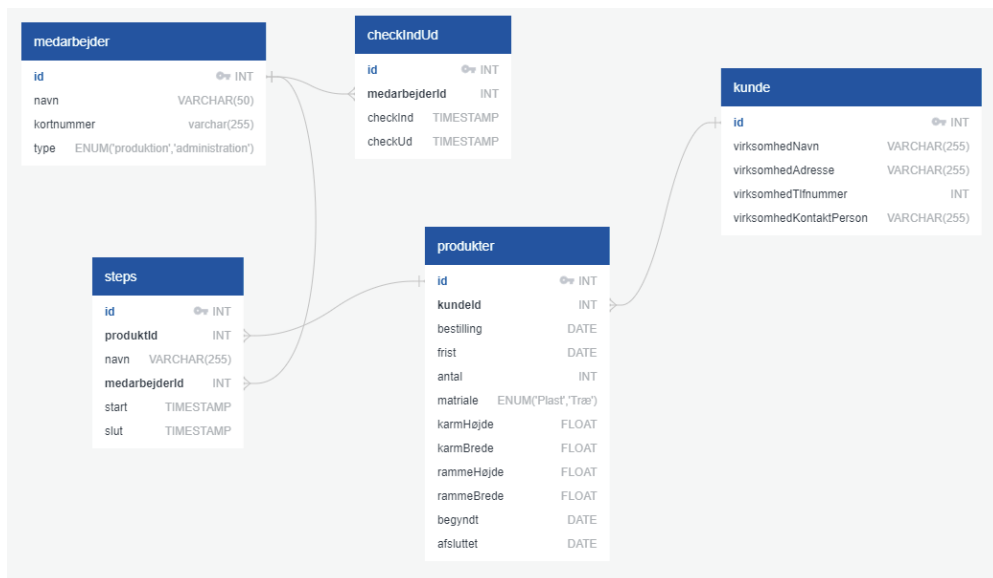 medarbejder
id INT
navn VARCHAR(50)
kortnummer varchar(255)
type ENUM('produktion','administration')
checkIndUd
id INT
medarbejderId INT
checkInd TIMESTAMP
checkUd TIMESTAMP
kunde
id INT
virksomhedNavn VARCHAR(255)
virksomhedAdresse VARCHAR(255)
virksomhedTlfnummer INT
virksomhedKontaktPerson VARCHAR(255)
steps
id INT
produktId INT
navn VARCHAR(255)
medarbejderId INT
start TIMESTAMP
slut TIMESTAMP
produkter
id INT
kundeId INT
bestilling DATE
frist DATE
antal INT
matriale ENUM('Plast','Træ')
karmHøjde FLOAT
karmBrede FLOAT
rammeHøjde FLOAT
rammeBrede FLOAT
begyndt DATE
afsluttet DATE